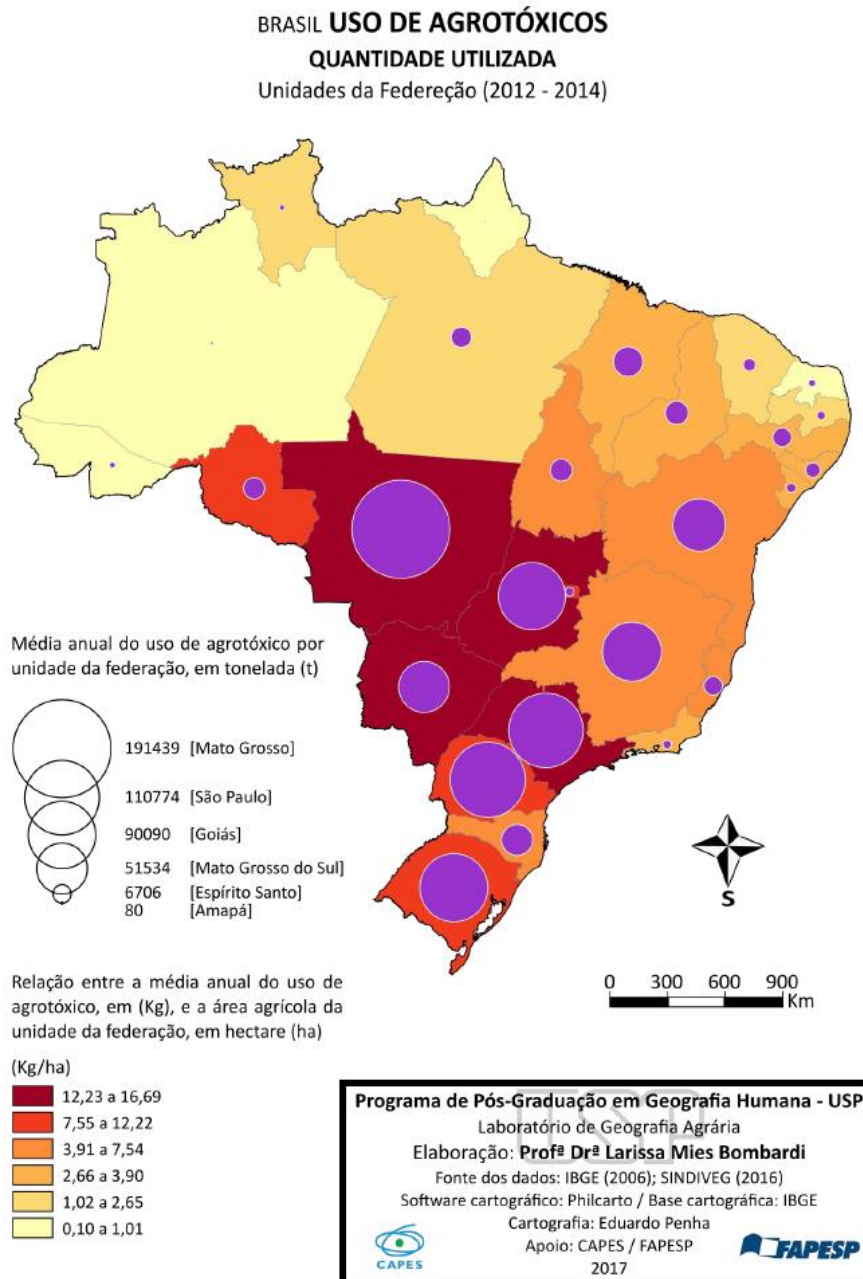 BRASIL USO DE AGROTÓXICOS
QUANTIDADE UTILIZADA
Unidades da Federeção (2012 - 2014)
Média anual do uso de agrotóxico por
unidade da federação, em tonelada (t)
191439 [Mato Grosso]
110774 [São Paulo]
90090 [Goiás]
51534 [Mato Grosso do Sul]
6706 [Espírito Santo]
80 [Amapá]
S
0 300 600 900
Km
Relação entre a média anual do uso de
agrotóxico, em (Kg), e a área agrícola da
unidade da federação, em hectare (ha)
(Kg/ha)
12,23 a 16,69
7,55 a 12,22
3,91 a 7,54
2,66 a 3,90
1,02 a 2,65
0,10 a 1,01
USP
Programa de Pós-Graduação em Geografia Humana - USP
Laboratório de Geografia Agrária
Elaboração: Profª Drª Larissa Mies Bombardi
Fonte dos dados: IBGE (2006); SINDIVEG (2016)
Software cartográfico: Philcarto / Base cartográfica: IBGE
Cartografia: Eduardo Penha
Apoio: CAPES / FAPESP
2017
CAPES
FAPESP